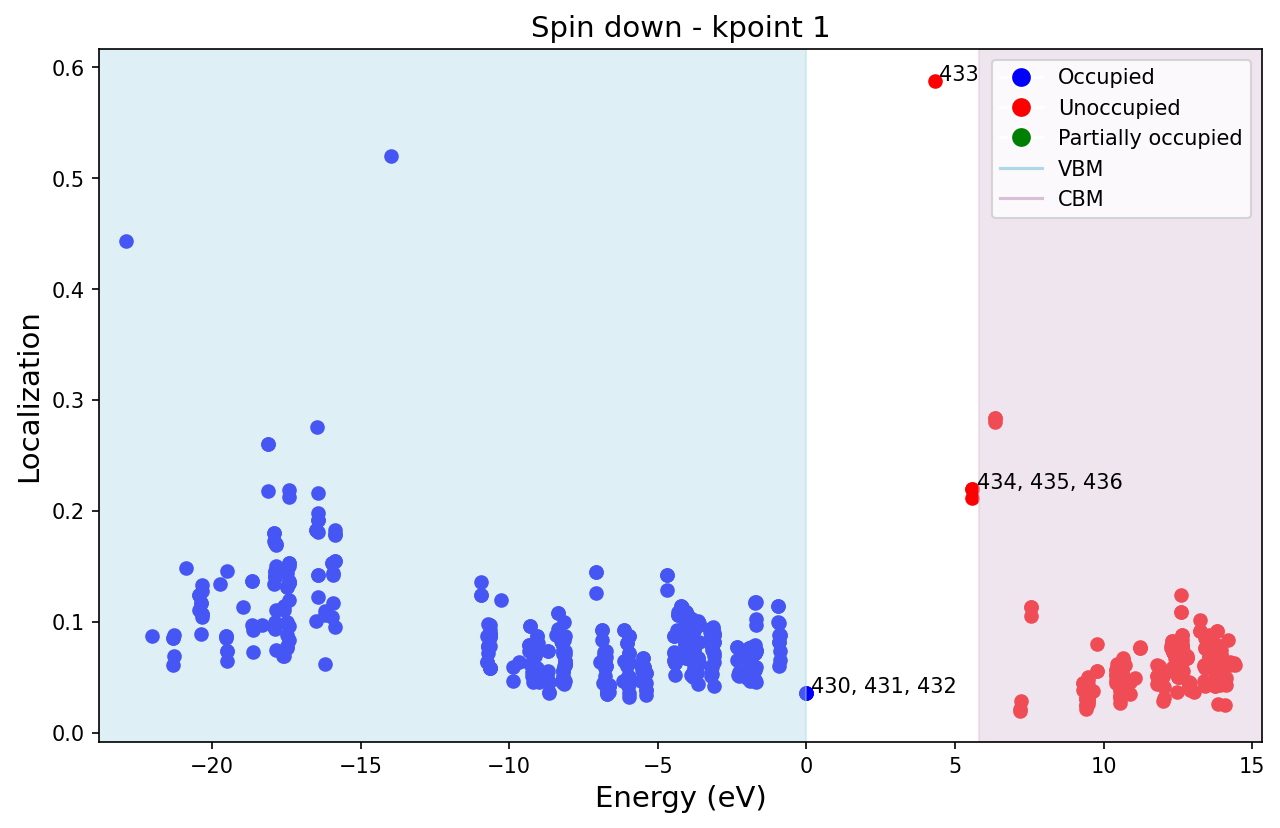 Spin down - kpoint 1
Localization
0.6
0.5
0.4
0.3
0.2
0.1
0.0
433
434, 435, 436
430, 431, 432
Occupied
Unoccupied
Partially occupied
VBM
CBM
−20
−15
−10
−5
0
5
10
15
Energy (eV)